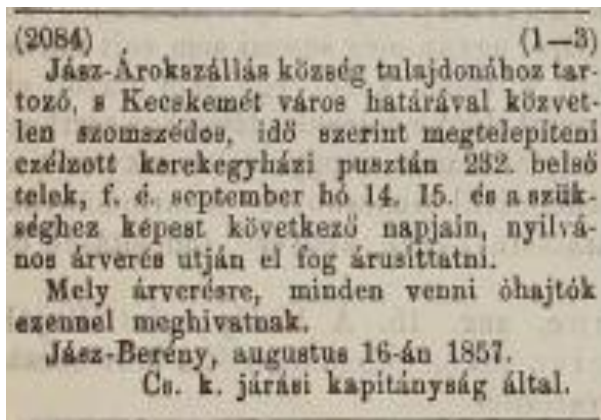 (2084) (1—3)
Jász-Árokszállás község tulajdonához tar-
tozó, s Kecskemét város határával közvet-
len szomszédos, idő szerint megtelepiteni
czélzott kerekegyházi pusztán 232. belső
telek, f. é. september hó 14. 15. és a szük-
séghez képest következő napjain, nyilvá-
nos árverés utján el fog árusittatni.
Mely árverésre, minden venni óhajtók
ezennel meghivatnak.
Jász-Berény, augustus 16-án 1857.
Cs. k. járási kapitányság által.